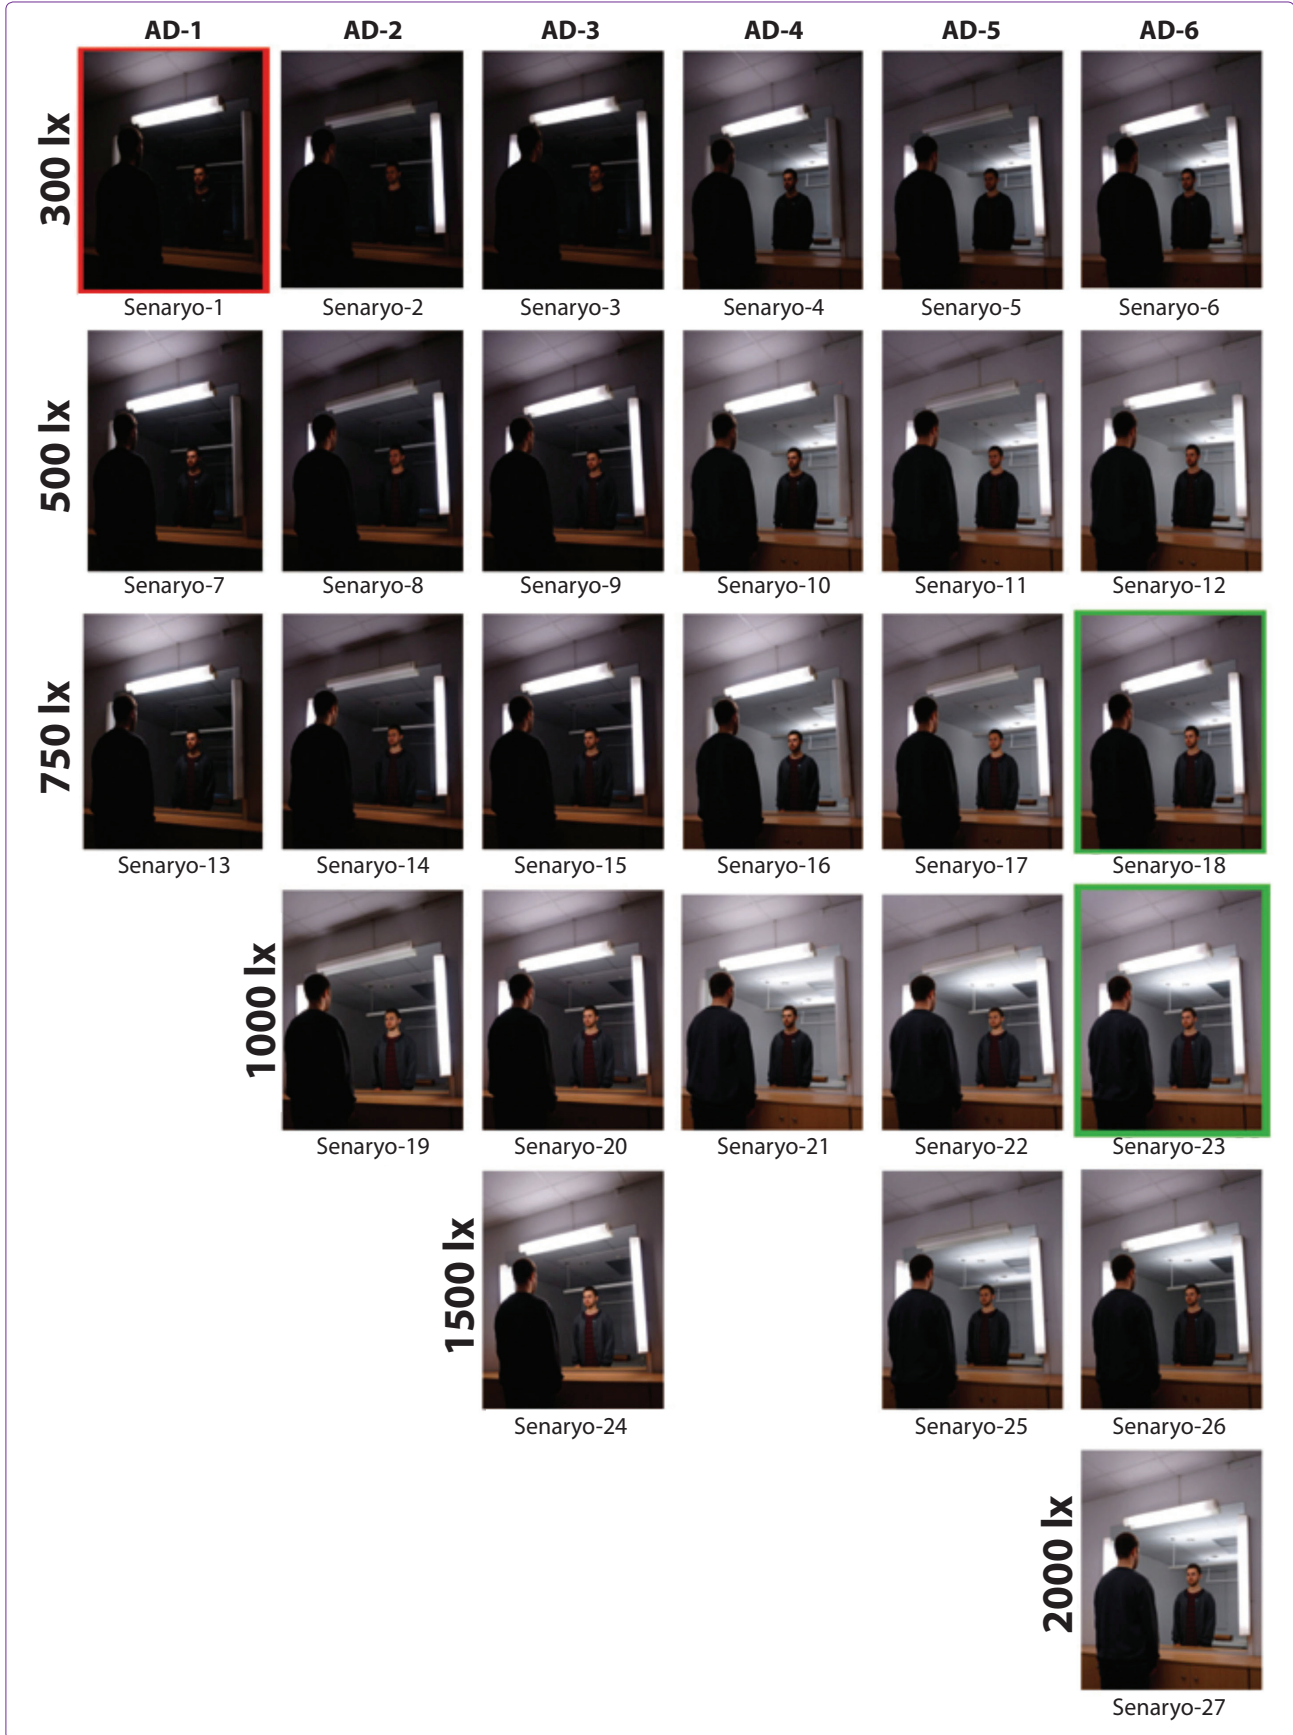 AD-1 AD-2 AD-3 AD-4 AD-5 AD-6
300 lx
Senaryo-1 Senaryo-2 Senaryo-3 Senaryo-4 Senaryo-5 Senaryo-6
500 lx
Senaryo-7 Senaryo-8 Senaryo-9 Senaryo-10 Senaryo-11 Senaryo-12
750 lx
Senaryo-13 Senaryo-14 Senaryo-15 Senaryo-16 Senaryo-17 Senaryo-18
1000 lx
Senaryo-19 Senaryo-20 Senaryo-21 Senaryo-22 Senaryo-23
1500 lx
Senaryo-24 Senaryo-25 Senaryo-26
2000 lx
Senaryo-27